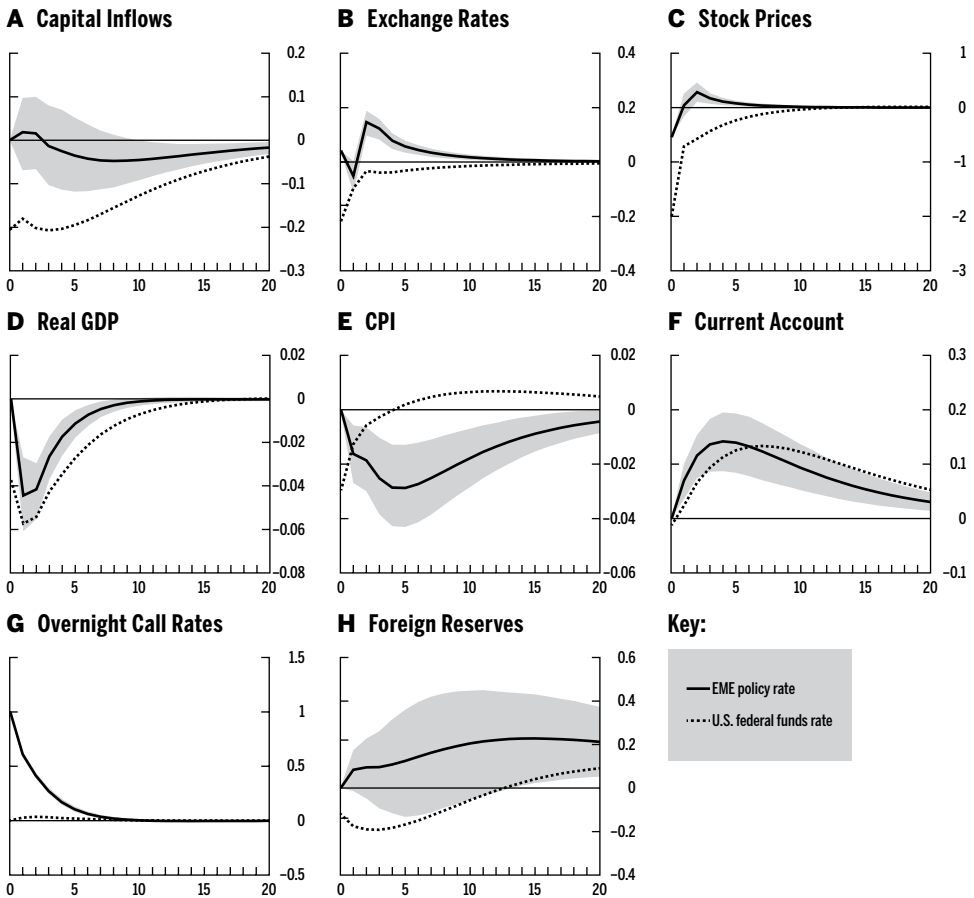 A Capital Inflows
0.2
0.1
0
–0.1
–0.2
–0.3
0 5 10 15 20
B Exchange Rates
0.4
0.2
0
–0.2
–0.4
0 5 10 15 20
C Stock Prices
1
0
–1
–2
–3
0 5 10 15 20
D Real GDP
0.02
0
–0.02
–0.04
–0.06
–0.08
0 5 10 15 20
E CPI
0.02
0
–0.02
–0.04
–0.06
0 5 10 15 20
F Current Account
0.3
0.2
0.1
0
–0.1
0 5 10 15 20
G Overnight Call Rates
1.5
1
0.5
0
–0.5
0 5 10 15 20
H Foreign Reserves
0.6
0.4
0.2
0
–0.2
–0.4
0 5 10 15 20
Key:
EME policy rate
U.S. federal funds rate